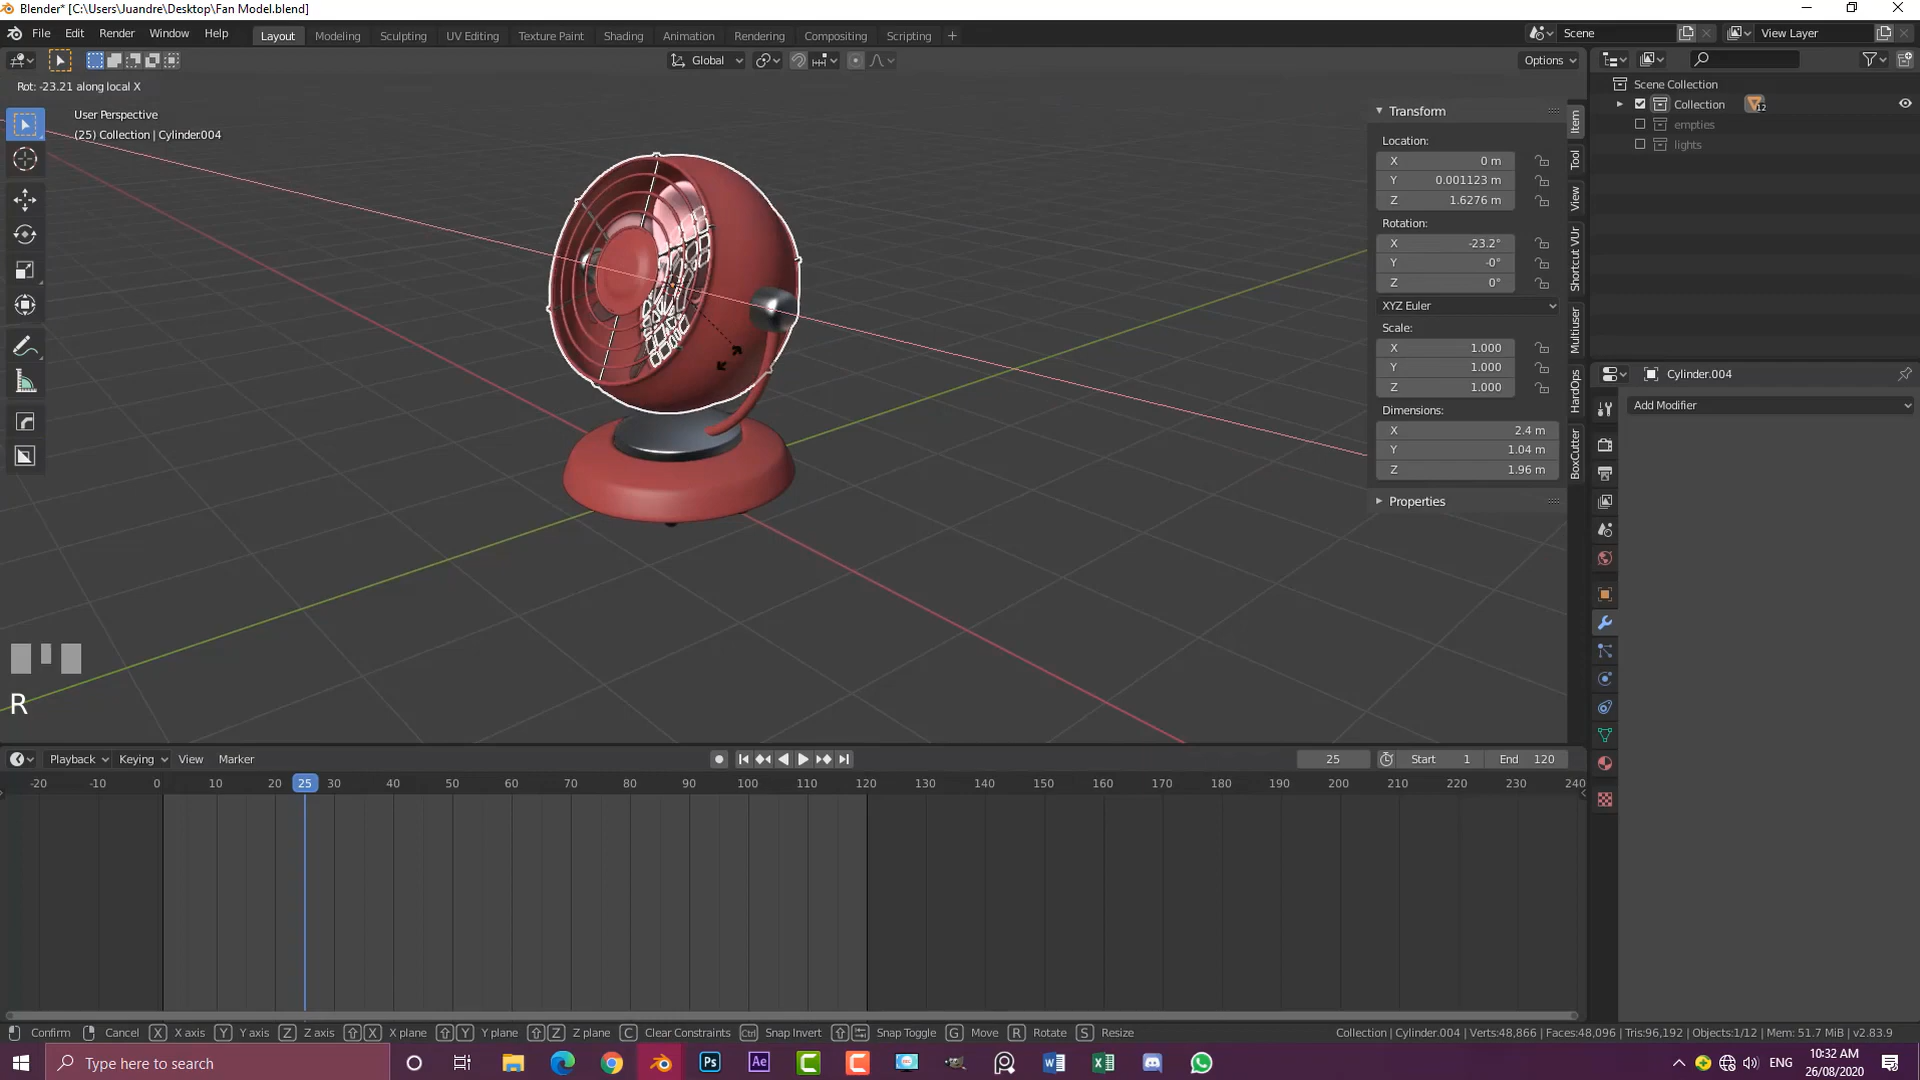 Blender* [C:\Users\Juandre\Desktop\Fan Model.blend]
File Edit Render Window Help Layout Modeling Sculpting UV Editing Texture Paint Shading Animation Rendering Compositing Scripting + Scene View Layer
Global Options
Rot: -23.21 along local X
User Perspective
(25) Collection | Cylinder.004
Transform
Location:
X 0 m
Y 0.001123 m
Z 1.6276 m
Rotation:
X -23.2°
Y -0°
Z 0°
XYZ Euler
Scale:
X 1.000
Y 1.000
Z 1.000
Dimensions:
X 2.4 m
Y 1.04 m
Z 1.96 m
Properties
Item
Tool
View
Shortcut VUr
Multiuser
HardOps
BoxCutter
Scene Collection
Collection 12
empties
lights
Cylinder.004
Add Modifier
R
Playback Keying View Marker 25 Start 1 End 120
-20 -10 0 10 20 25 30 40 50 60 70 80 90 100 110 120 130 140 150 160 170 180 190 200 210 220 230 240
Confirm Cancel X X axis Y Y axis Z Z axis X X plane Y Y plane Z Z plane C Clear Constraints Ctrl Snap Invert Snap Toggle G Move R Rotate S Resize Collection | Cylinder.004 | Verts:48,866 | Faces:48,096 | Tris:96,192 | Objects:1/12 | Mem: 51.7 MiB | v2.83.9
Type here to search Ps Ae ENG 10:32 AM
26/08/2020